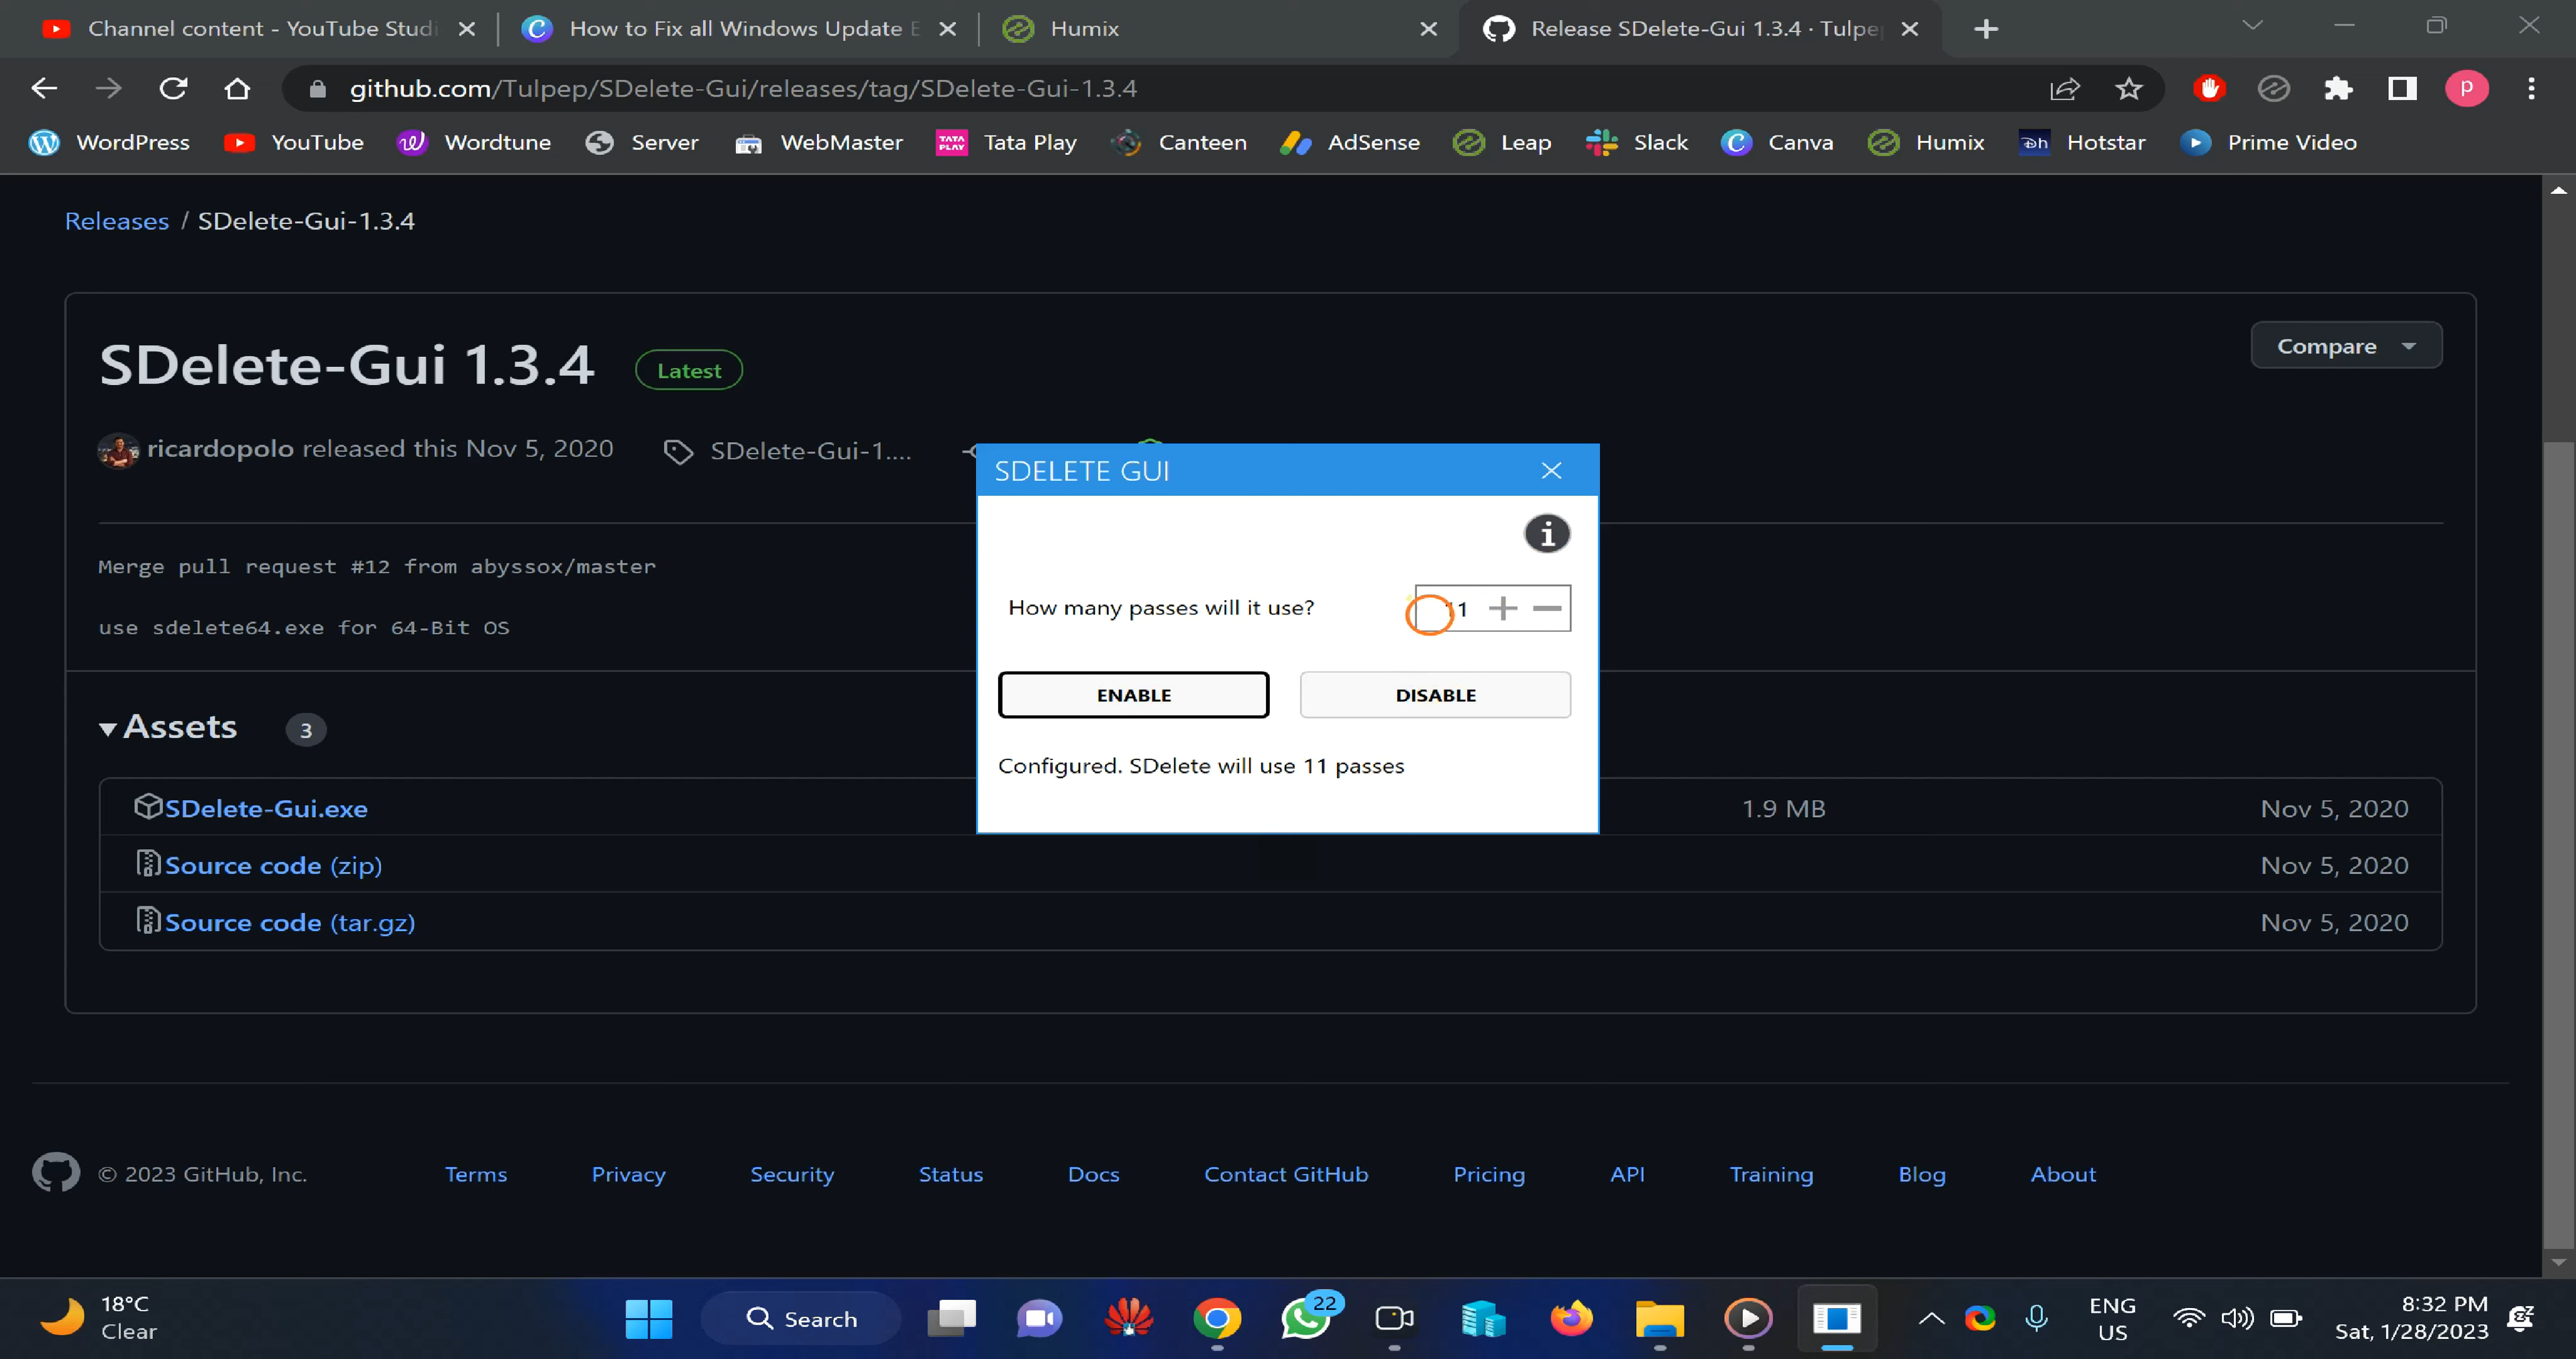 Channel content - YouTube Studi
How to Fix all Windows Update E
Humix
Release SDelete-Gui 1.3.4 · Tulpep
github.com/Tulpep/SDelete-Gui/releases/tag/SDelete-Gui-1.3.4
p
WordPress YouTube Wordtune Server WebMaster TATA PLAY Tata Play Canteen AdSense Leap Slack Canva Humix Hotstar Prime Video
Releases / SDelete-Gui-1.3.4
SDelete-Gui 1.3.4 Latest
Compare
ricardopolo released this Nov 5, 2020 SDelete-Gui-1....
Merge pull request #12 from abyssox/master
use sdelete64.exe for 64-Bit OS
SDELETE GUI
How many passes will it use? 11
ENABLE DISABLE
Configured. SDelete will use 11 passes
Assets 3
SDelete-Gui.exe 1.9 MB Nov 5, 2020
Source code (zip) Nov 5, 2020
Source code (tar.gz) Nov 5, 2020
© 2023 GitHub, Inc. Terms Privacy Security Status Docs Contact GitHub Pricing API Training Blog About
18°C
Clear
Search
22
ENG
US
8:32 PM
Sat, 1/28/2023